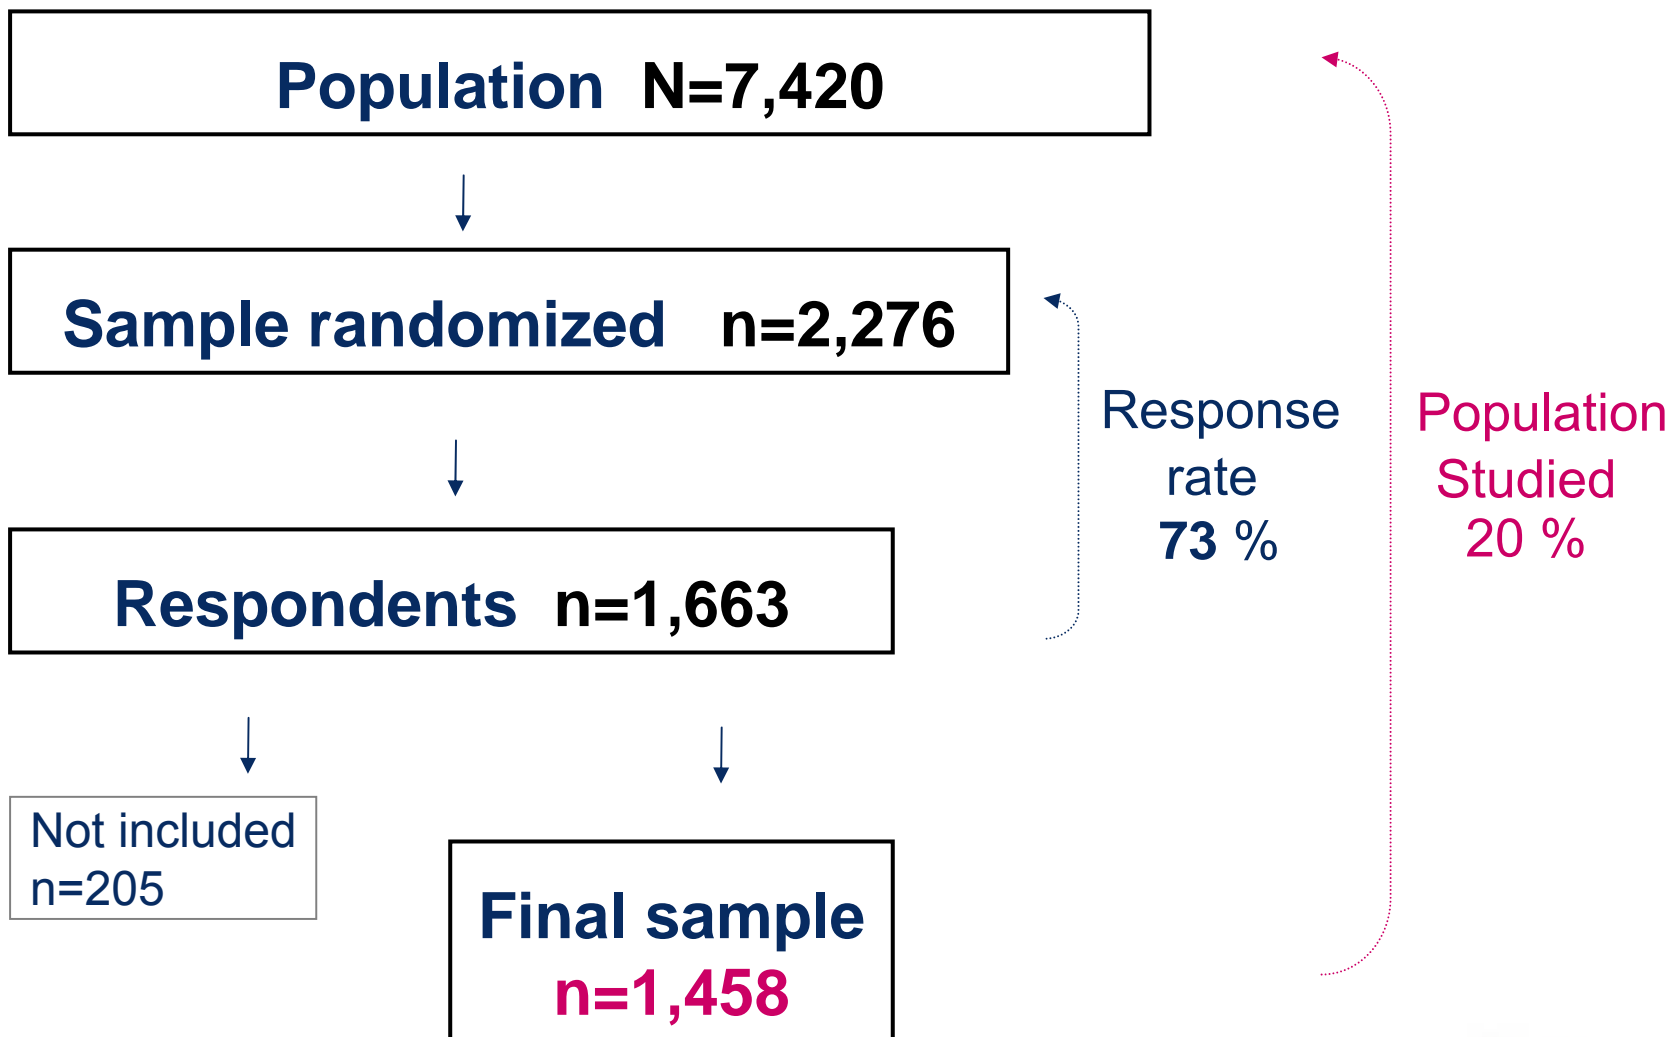 Population N=7,420
Sample randomized n=2,276
Response
rate
73 %
Population
Studied
20 %
Respondents n=1,663
Not included
n=205
Final sample
n=1,458